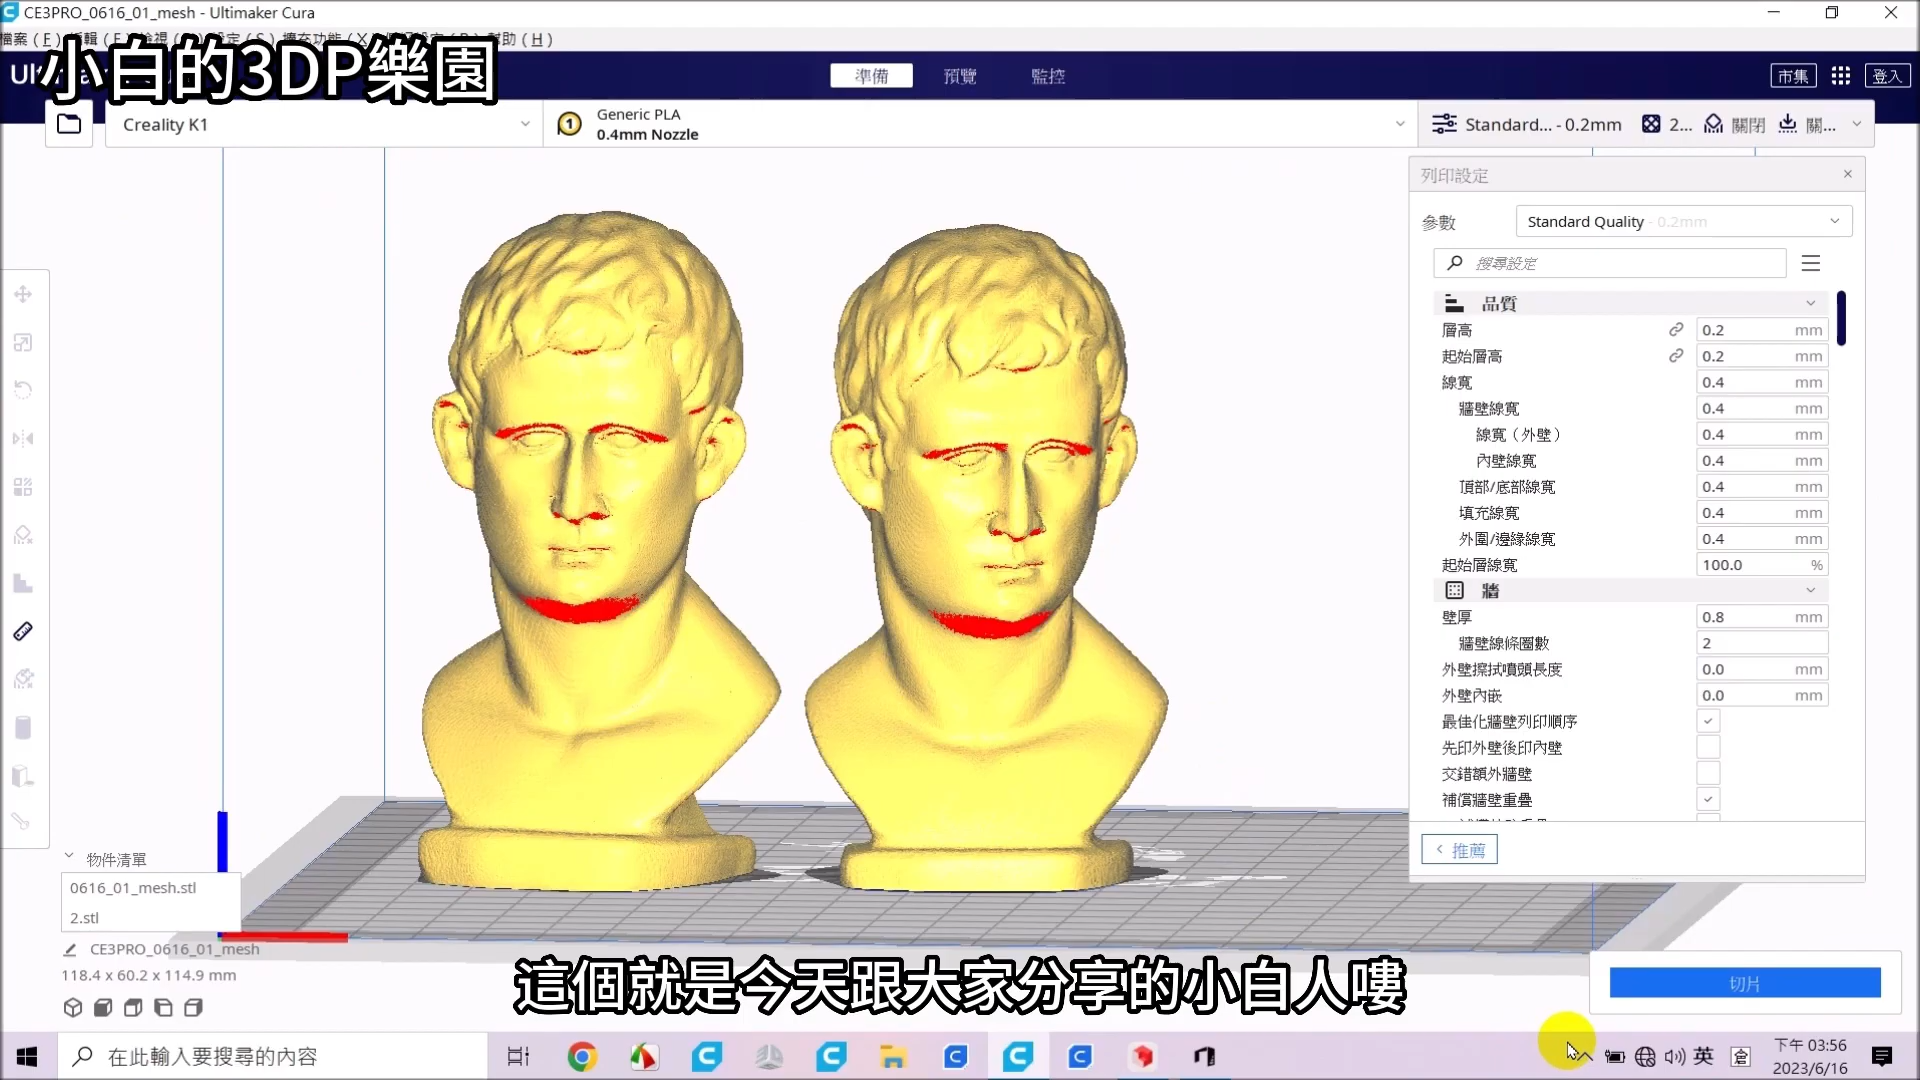 CE3PRO_0616_01_mesh - Ultimaker Cura
小白的3DP樂園
幫助 ( H )
準備
預覽
監控
市集
登入
Creality K1
1
Generic PLA
0.4mm Nozzle
Standard... - 0.2mm
2...
關閉
關...
列印設定
參數
Standard Quality - 0.2mm
搜尋設定
品質
層高 0.2 mm
起始層高 0.2 mm
線寬 0.4 mm
牆壁線寬 0.4 mm
線寬（外壁） 0.4 mm
內壁線寬 0.4 mm
頂部/底部線寬 0.4 mm
填充線寬 0.4 mm
外圍/邊緣線寬 0.4 mm
起始層線寬 100.0 %
牆
壁厚 0.8 mm
牆壁線條圈數 2
外壁擦拭噴頭長度 0.0 mm
外壁內嵌 0.0 mm
最佳化牆壁列印順序
先印外壁後印內壁
交錯額外牆壁
補償牆壁重疊
推薦
物件清單
0616_01_mesh.stl
2.stl
CE3PRO_0616_01_mesh
118.4 x 60.2 x 114.9 mm
切片
這個就是今天跟大家分享的小白人嘍
在此輸入要搜尋的內容
英
倉
下午 03:56
2023/6/16